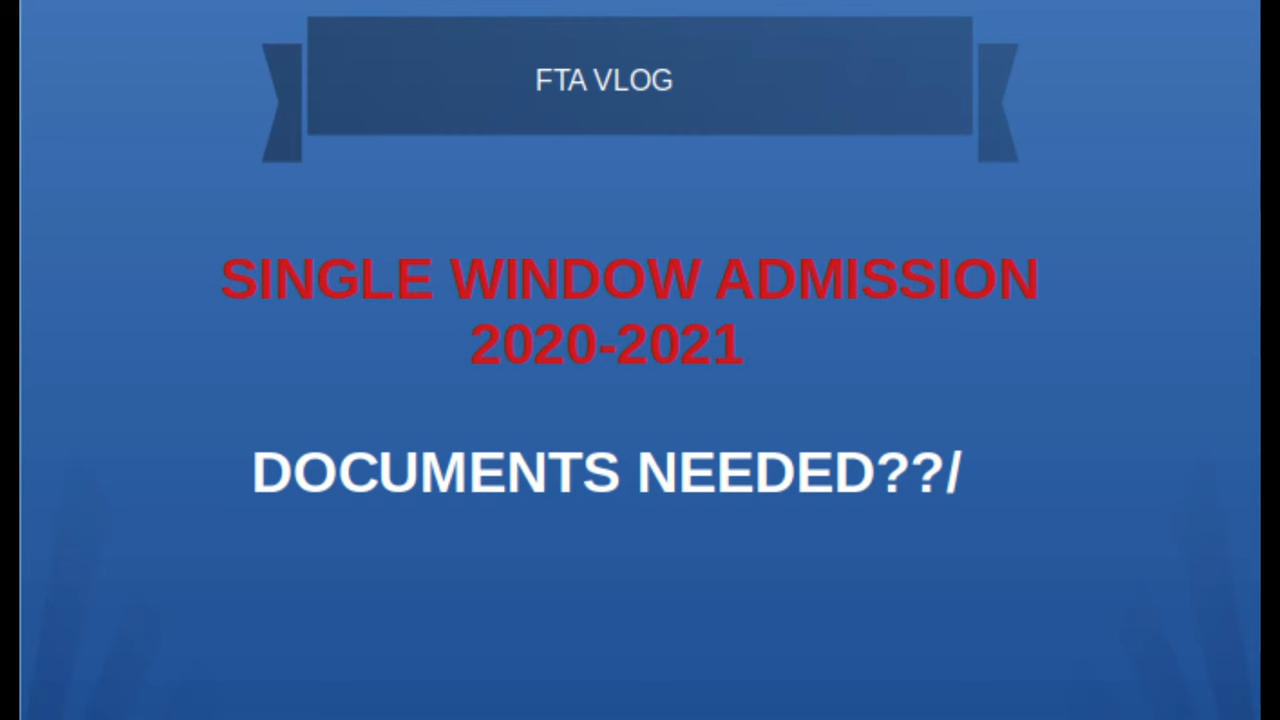 FTA VLOG
SINGLE WINDOW ADMISSION
2020-2021
DOCUMENTS NEEDED??/